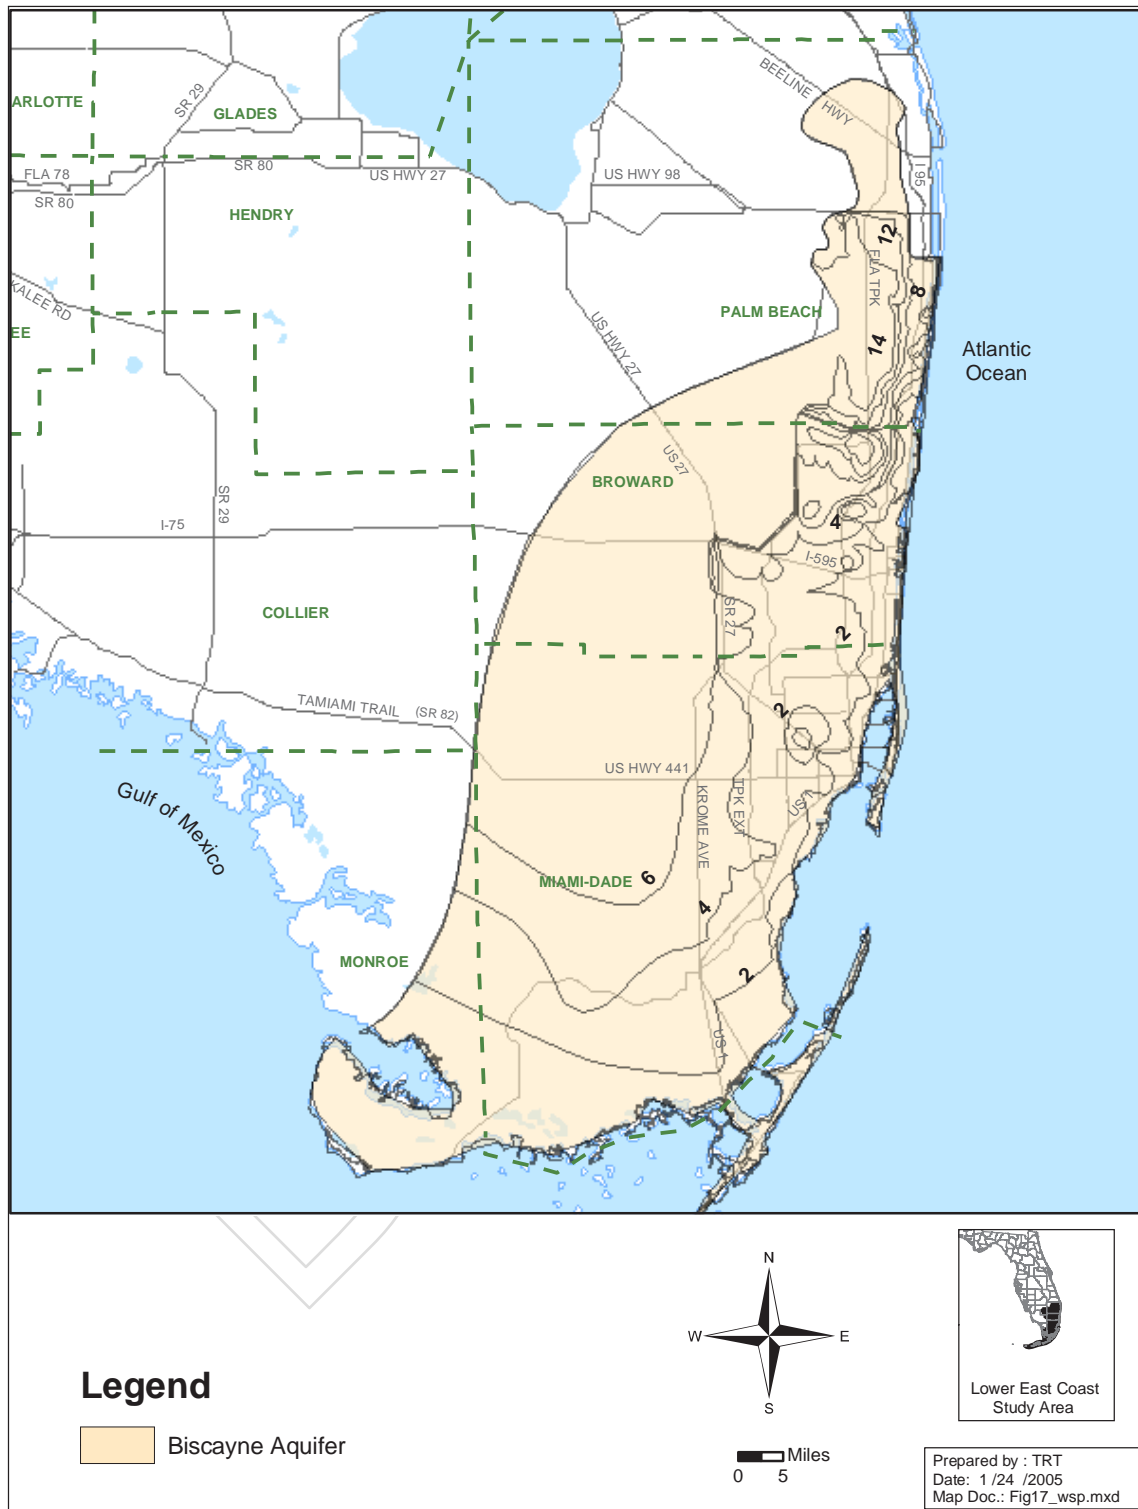 BEELINE HWY
ARLOTTE
SR 29
GLADES
FLA 78
SR 80
SR 80
US HWY 27
US HWY 98
I 95
HENDRY
12
FLA TPK
8
KALEE RD
EE
US HWY 27
PALM BEACH
14
Atlantic
Ocean
US 27
BROWARD
SR 29
I-75
4
I-595
COLLIER
SR 27
2
TAMIAMI TRAIL (SR 82)
2
US HWY 441
Gulf of Mexico
KROME AVE
TPK EXT
US 1
MIAMI-DADE
6
4
MONROE
2
US 1
N
W
E
S
Legend
Biscayne Aquifer
Miles
0 5
Lower East Coast
Study Area
Prepared by : TRT
Date: 1 /24 /2005
Map Doc.: Fig17_wsp.mxd